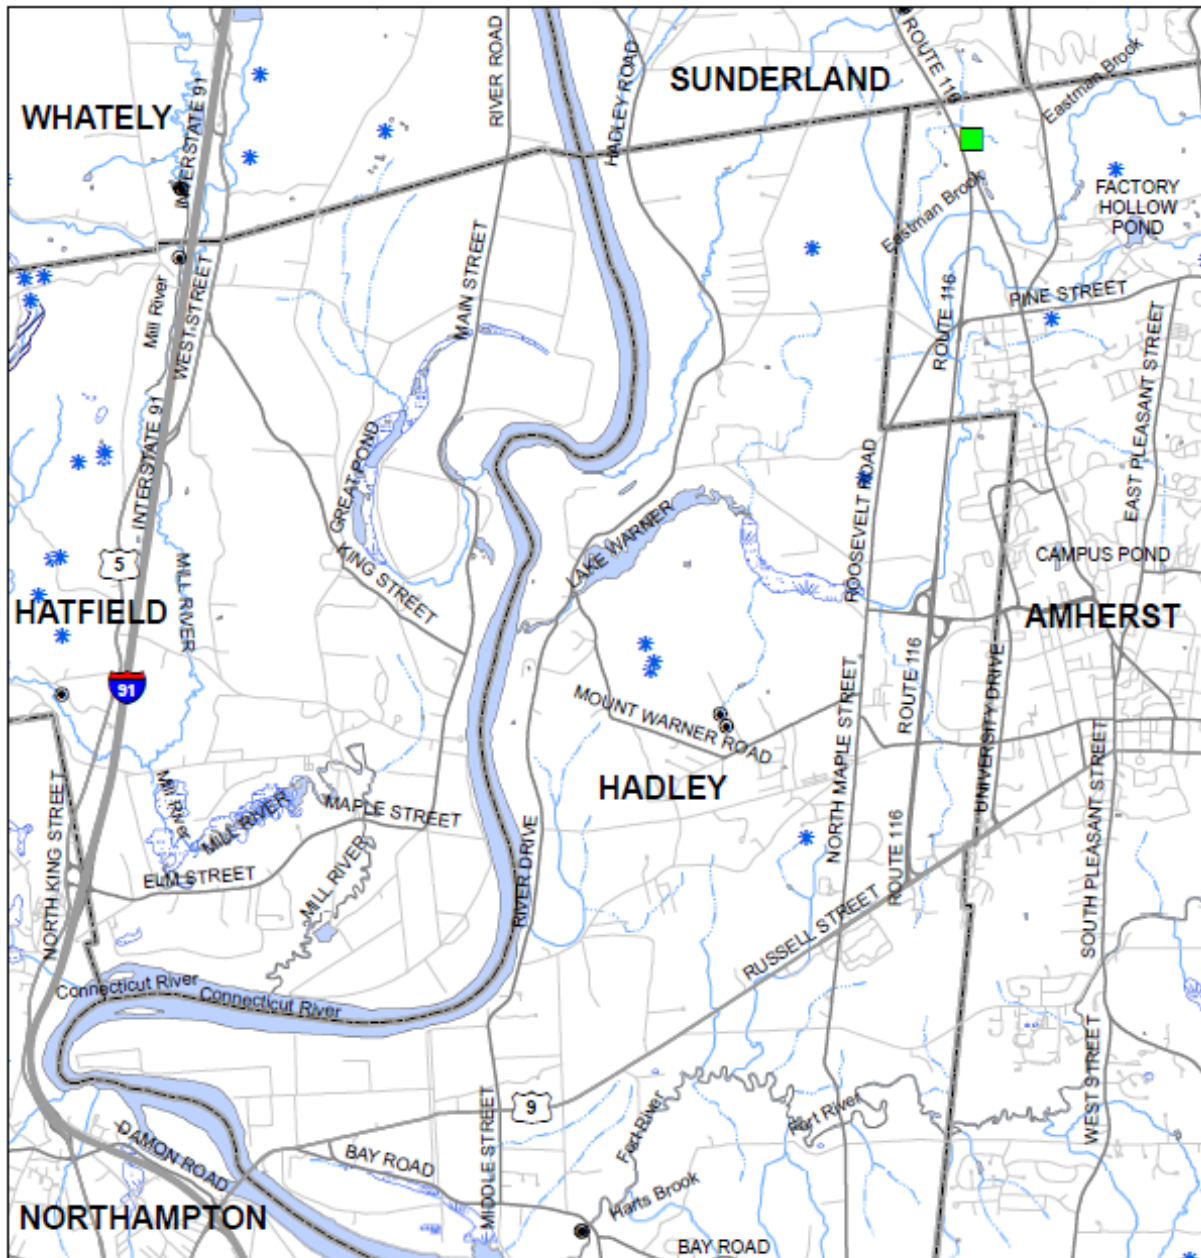 RIVER ROAD
HADLEY ROAD
ROUTE 116
SUNDERLAND
Eastman Brook
WHATELY
INTERSTATE 91
Eastman Brook
FACTORY
HOLLOW
POND
MAIN STREET
Mill River
WEST STREET
ROUTE 116
PINE STREET
EAST PLEASANT STREET
INTERSTATE 91
GREAT POND
ROOSEVELT ROAD
LAKE WARNER
KING STREET
5
CAMPUS POND
HATFIELD
MILL RIVER
AMHERST
91
MOUNT WARNER ROAD
NORTH MAPLE STREET
ROUTE 116
UNIVERSITY DRIVE
HADLEY
NORTH KING STREET
Mill River
MILL RIVER
MAPLE STREET
SOUTH PLEASANT STREET
ELM STREET
MILL RIVER
RIVER DRIVE
ROUTE 116
RUSSELL STREET
Connecticut River
Connecticut River
WEST STREET
9
Fort River
Fort River
DAMON ROAD
BAY ROAD
MIDDLE STREET
Harts Brook
NORTHAMPTON
BAY ROAD